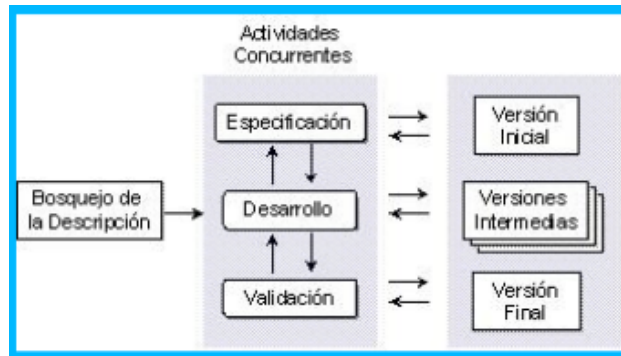 Actividades
Concurrentes
Especificación
Versión
Inicial
Bosquejo de
la Descripción
Desarrollo
Versiones
Intermedias
Validación
Versión
Final